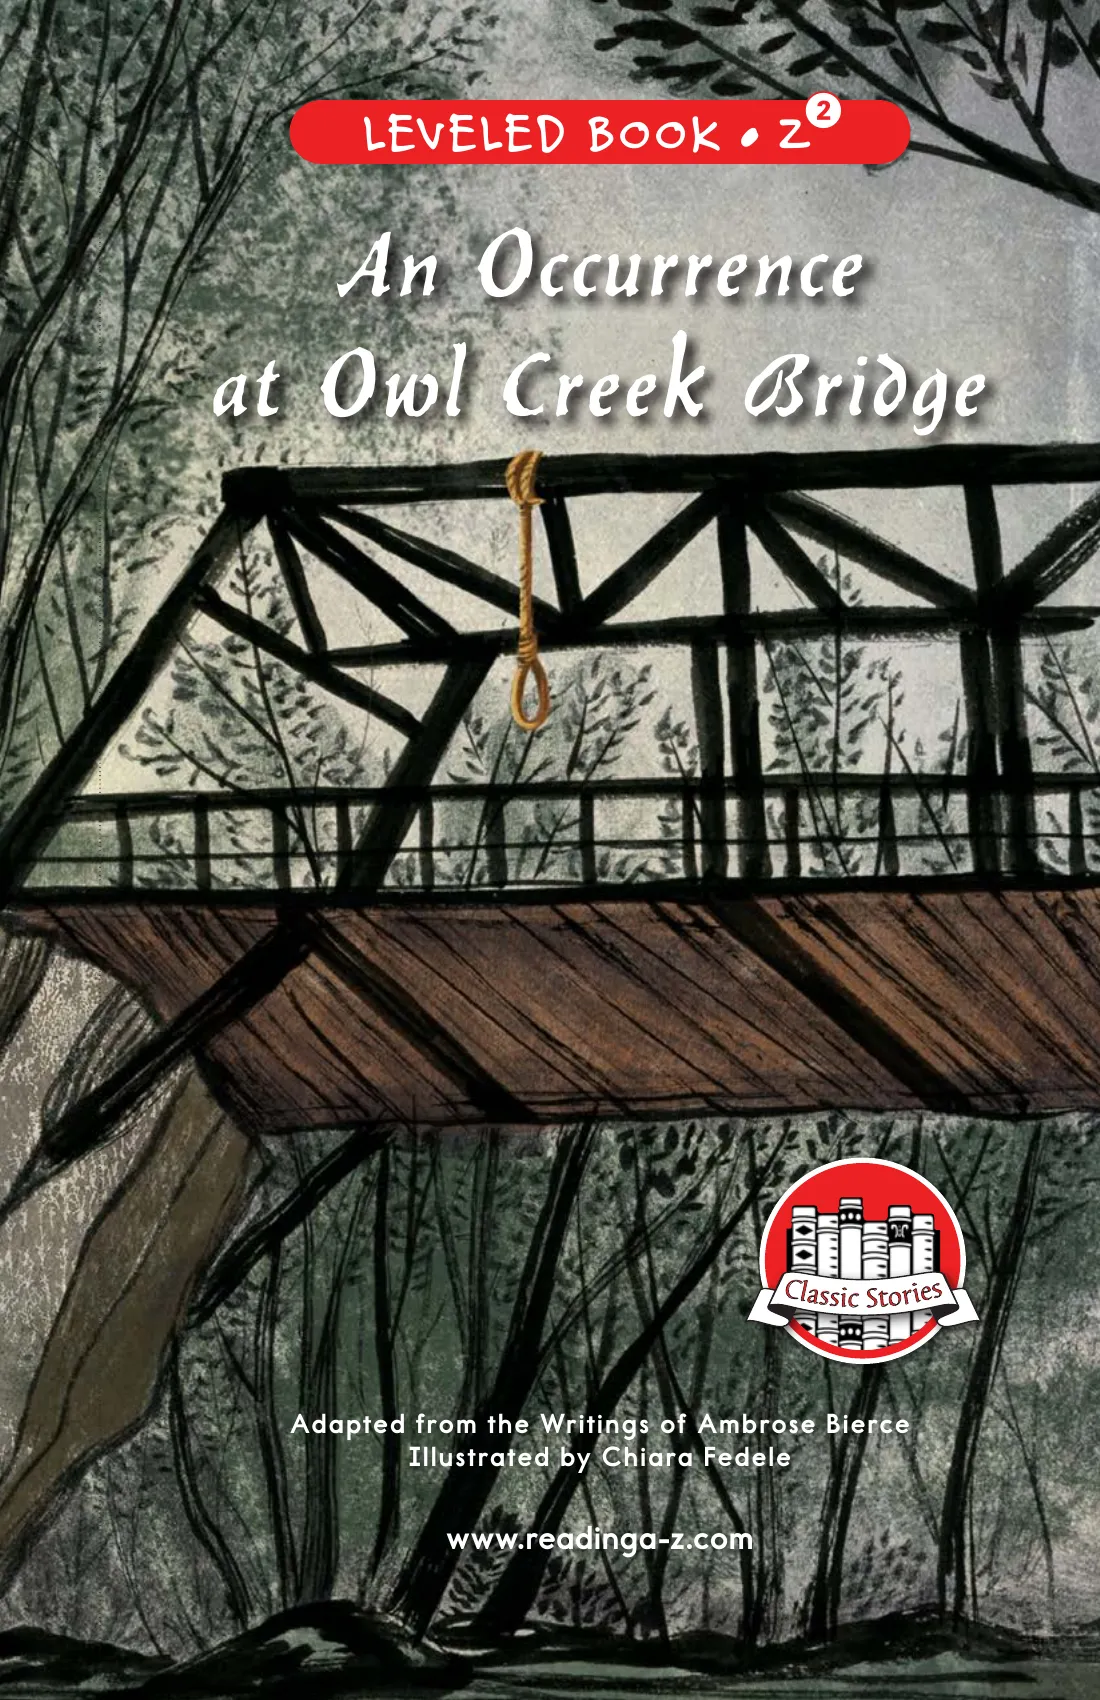 LEVELED BOOK • Z²
An Occurrence
at Owl Creek Bridge
Classic Stories
Adapted from the Writings of Ambrose Bierce
Illustrated by Chiara Fedele
www.readinga-z.com